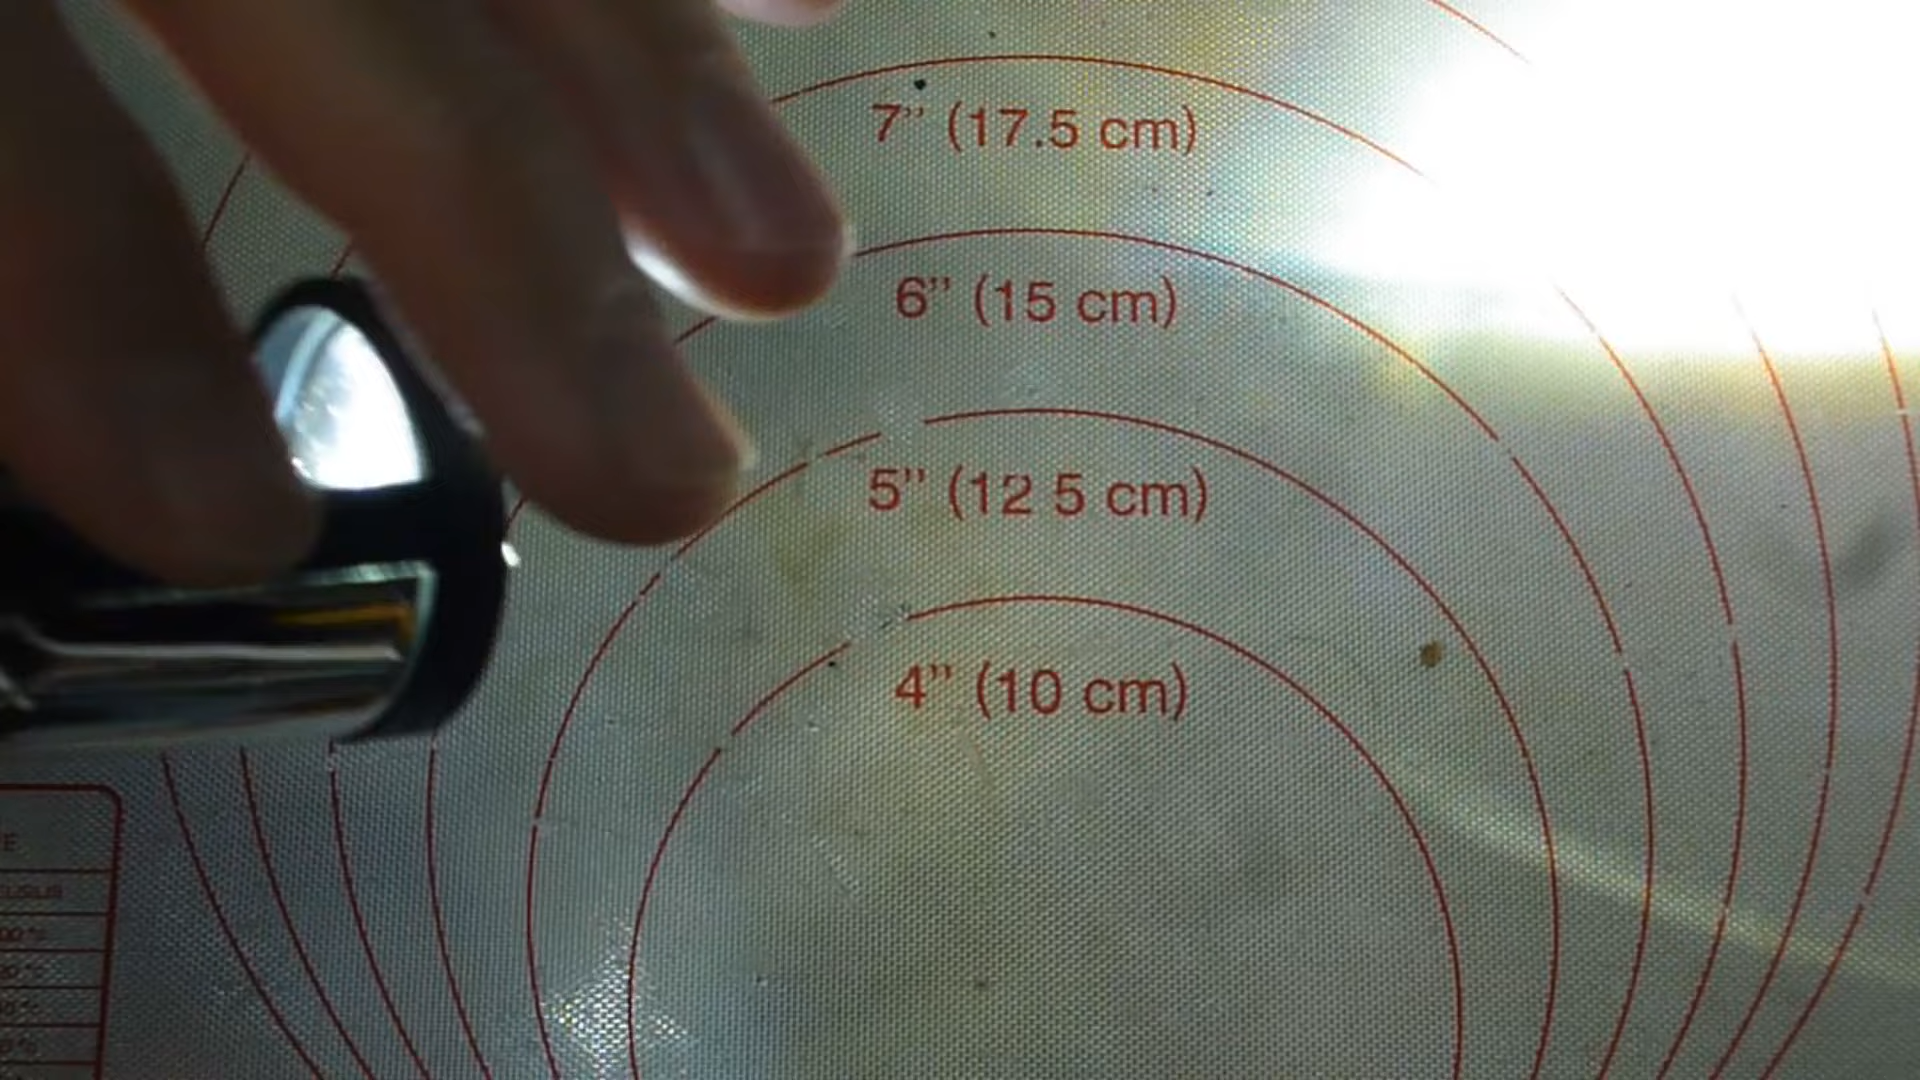 7” (17.5 cm)
6” (15 cm)
5” (12 5 cm)
4” (10 cm)
E